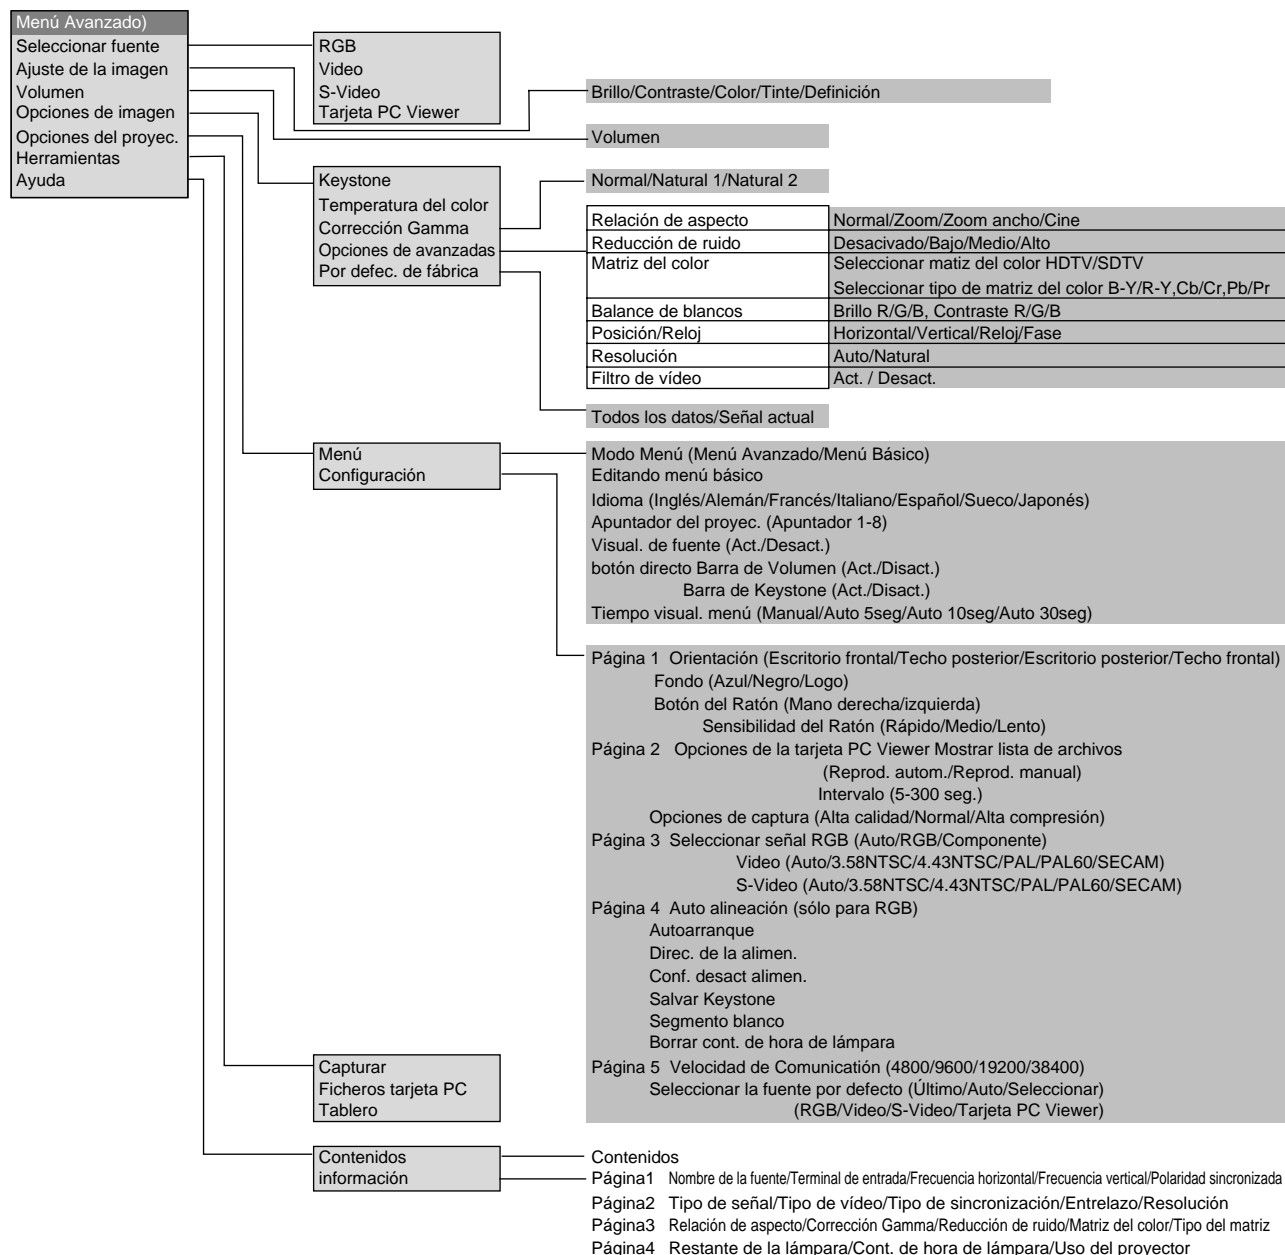 Menú Avanzado)
Seleccionar fuente
Ajuste de la imagen
Volumen
Opciones de imagen
Opciones del proyec.
Herramientas
Ayuda
RGB
Video
S-Video
Tarjeta PC Viewer
Brillo/Contraste/Color/Tinte/Definición
Volumen
Keystone
Temperatura del color
Corrección Gamma
Opciones de avanzadas
Por defec. de fábrica
Normal/Natural 1/Natural 2
Relación de aspecto Normal/Zoom/Zoom ancho/Cine
Reducción de ruido Desacivado/Bajo/Medio/Alto
Matriz del color Seleccionar matiz del color HDTV/SDTV
Seleccionar tipo de matriz del color B-Y/R-Y,Cb/Cr,Pb/Pr
Balance de blancos Brillo R/G/B, Contraste R/G/B
Posición/Reloj Horizontal/Vertical/Reloj/Fase
Resolución Auto/Natural
Filtro de vídeo Act. / Desact.
Todos los datos/Señal actual
Menú
Configuración
Modo Menú (Menú Avanzado/Menú Básico)
Editando menú básico
Idioma (Inglés/Alemán/Francés/Italiano/Español/Sueco/Japonés)
Apuntador del proyec. (Apuntador 1-8)
Visual. de fuente (Act./Desact.)
botón directo Barra de Volumen (Act./Disact.)
Barra de Keystone (Act./Disact.)
Tiempo visual. menú (Manual/Auto 5seg/Auto 10seg/Auto 30seg)
Página 1 Orientación (Escritorio frontal/Techo posterior/Escritorio posterior/Techo frontal)
Fondo (Azul/Negro/Logo)
Botón del Ratón (Mano derecha/izquierda)
Sensibilidad del Ratón (Rápido/Medio/Lento)
Página 2 Opciones de la tarjeta PC Viewer Mostrar lista de archivos
(Reprod. autom./Reprod. manual)
Intervalo (5-300 seg.)
Opciones de captura (Alta calidad/Normal/Alta compresión)
Página 3 Seleccionar señal RGB (Auto/RGB/Componente)
Video (Auto/3.58NTSC/4.43NTSC/PAL/PAL60/SECAM)
S-Video (Auto/3.58NTSC/4.43NTSC/PAL/PAL60/SECAM)
Página 4 Auto alineación (sólo para RGB)
Autoarranque
Direc. de la alimen.
Conf. desact alimen.
Salvar Keystone
Segmento blanco
Borrar cont. de hora de lámpara
Página 5 Velocidad de Comunicatión (4800/9600/19200/38400)
Seleccionar la fuente por defecto (Último/Auto/Seleccionar)
(RGB/Video/S-Video/Tarjeta PC Viewer)
Capturar
Ficheros tarjeta PC
Tablero
Contenidos
información
Contenidos
Página1 Nombre de la fuente/Terminal de entrada/Frecuencia horizontal/Frecuencia vertical/Polaridad sincronizada
Página2 Tipo de señal/Tipo de vídeo/Tipo de sincronización/Entrelazo/Resolución
Página3 Relación de aspecto/Corrección Gamma/Reducción de ruido/Matriz del color/Tipo del matriz
Página4 Restante de la lámpara/Cont. de hora de lámpara/Uso del proyector